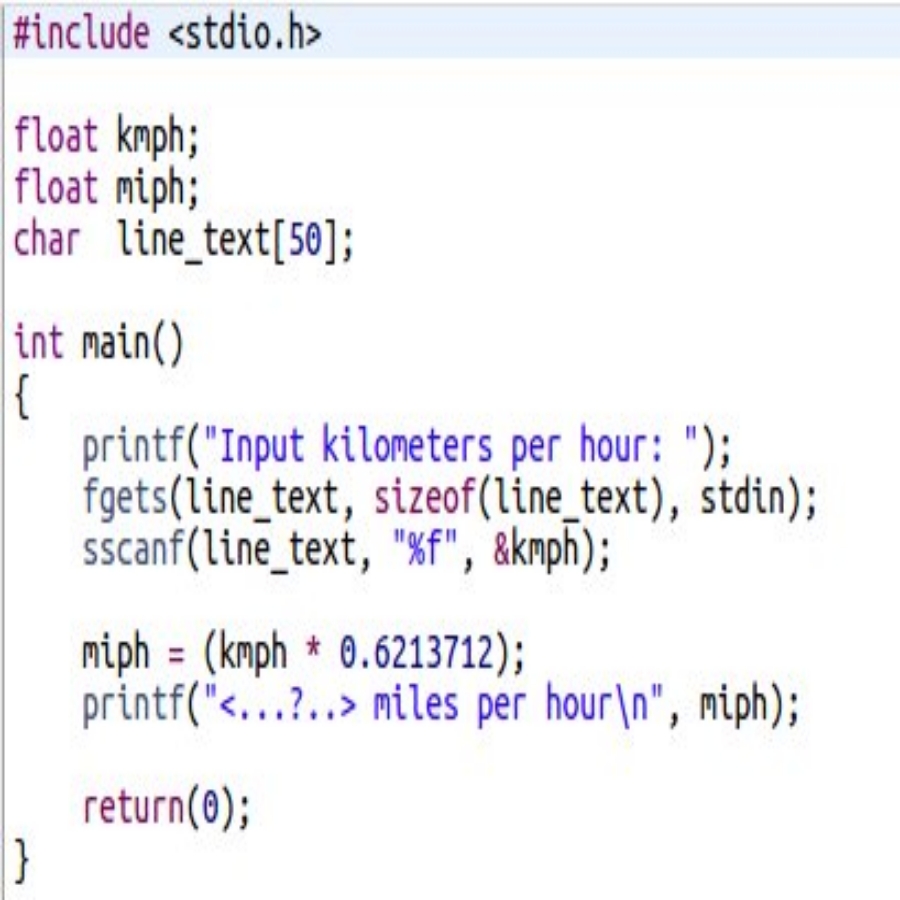 #include <stdio.h>
float kmph;
float miph;
char  line_text[50];
int main()
{
    printf("Input kilometers per hour: ");
    fgets(line_text, sizeof(line_text), stdin);
    sscanf(line_text, "%f", &kmph);
    miph = (kmph * 0.6213712);
    printf("<...?..> miles per hour\n", miph);
    return(0);
}